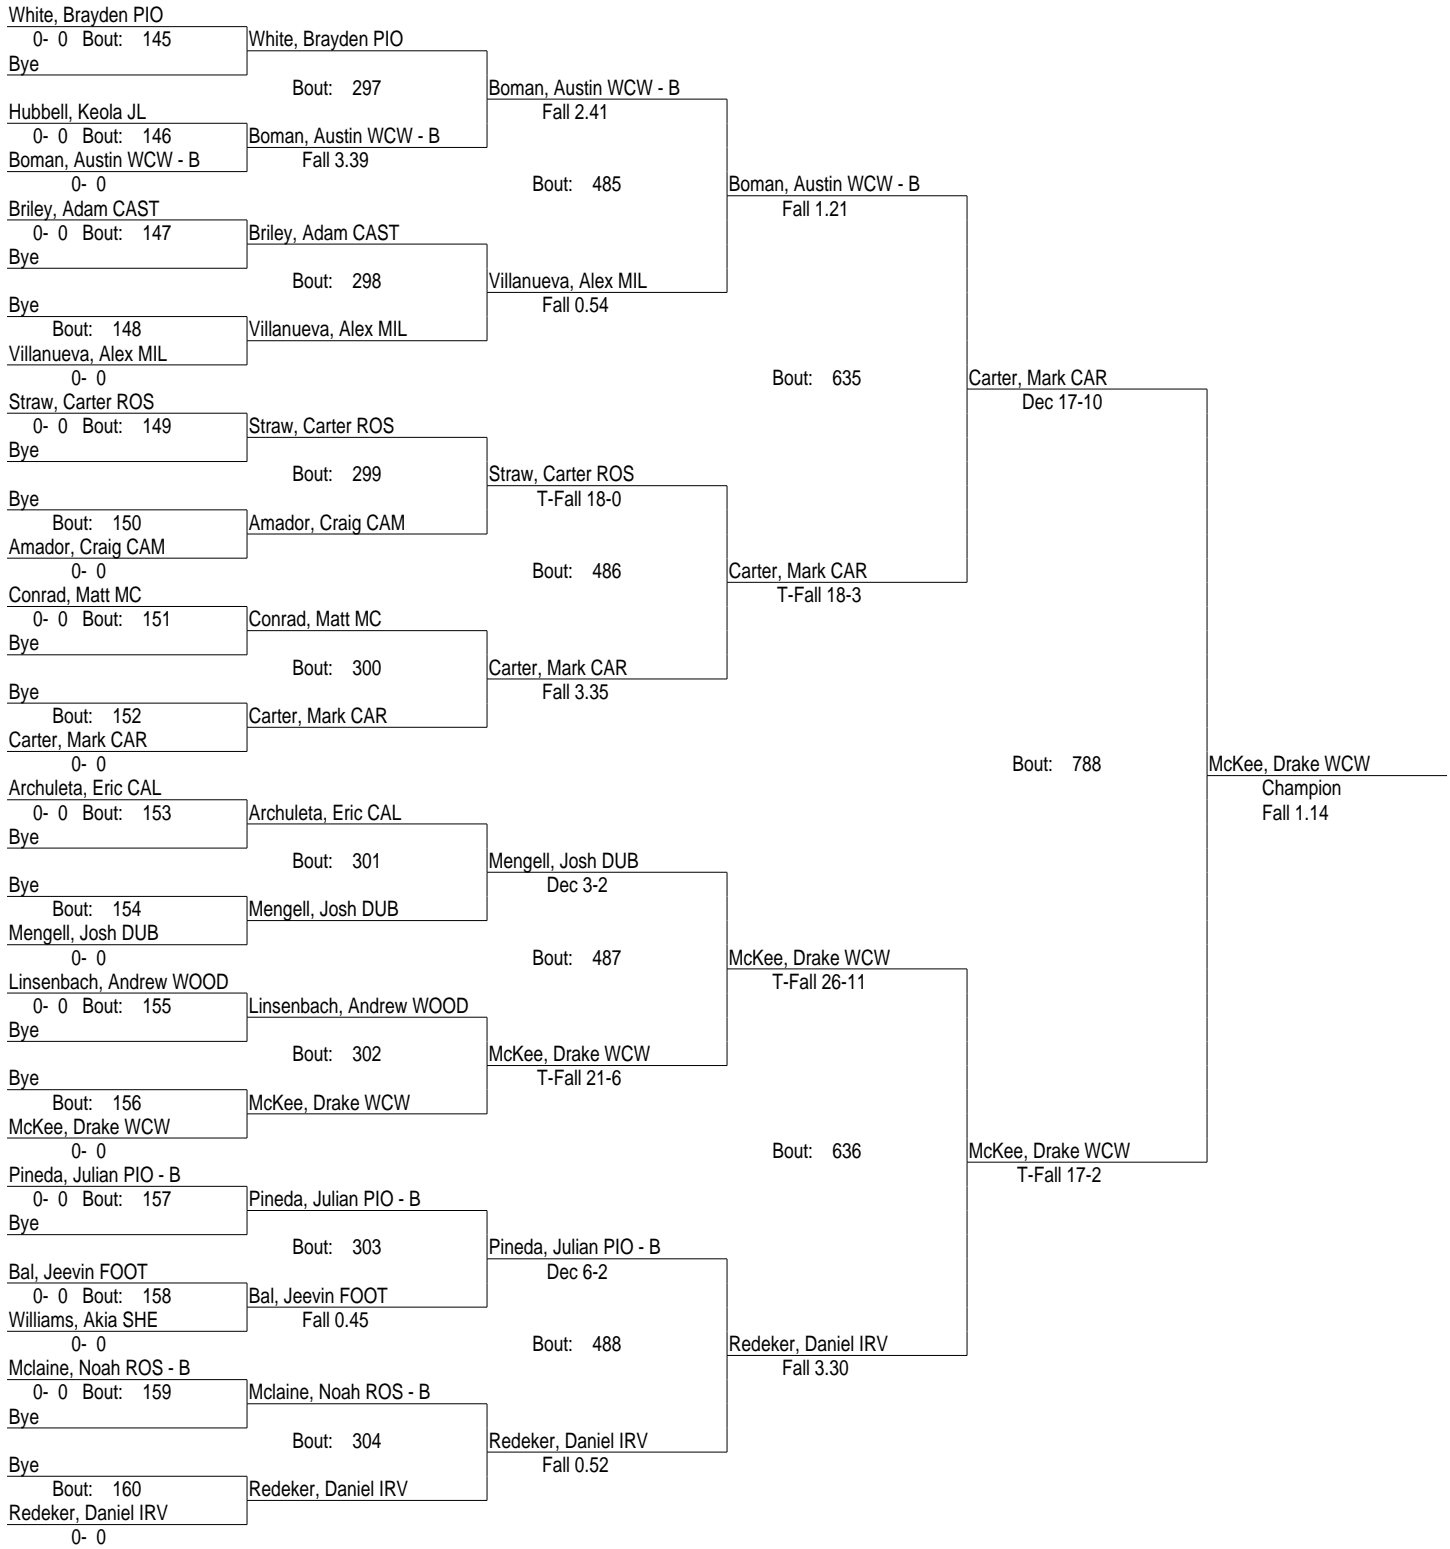 White, Brayden PIO
0- 0 Bout: 145
Bye
Hubbell, Keola JL
0- 0 Bout: 146
Boman, Austin WCW - B
0- 0
Briley, Adam CAST
0- 0 Bout: 147
Bye
Bye
Bout: 148
Villanueva, Alex MIL
0- 0
Straw, Carter ROS
0- 0 Bout: 149
Bye
Bye
Bout: 150
Amador, Craig CAM
0- 0
Conrad, Matt MC
0- 0 Bout: 151
Bye
Bye
Bout: 152
Carter, Mark CAR
0- 0
Archuleta, Eric CAL
0- 0 Bout: 153
Bye
Bye
Bout: 154
Mengell, Josh DUB
0- 0
Linsenbach, Andrew WOOD
0- 0 Bout: 155
Bye
Bye
Bout: 156
McKee, Drake WCW
0- 0
Pineda, Julian PIO - B
0- 0 Bout: 157
Bye
Bal, Jeevin FOOT
0- 0 Bout: 158
Williams, Akia SHE
0- 0
Mclaine, Noah ROS - B
0- 0 Bout: 159
Bye
Bye
Bout: 160
Redeker, Daniel IRV
0- 0
White, Brayden PIO
Bout: 297
Boman, Austin WCW - B
Fall 3.39
Briley, Adam CAST
Bout: 298
Villanueva, Alex MIL
Straw, Carter ROS
Bout: 299
Amador, Craig CAM
Conrad, Matt MC
Bout: 300
Carter, Mark CAR
Archuleta, Eric CAL
Bout: 301
Mengell, Josh DUB
Linsenbach, Andrew WOOD
Bout: 302
McKee, Drake WCW
Pineda, Julian PIO - B
Bout: 303
Bal, Jeevin FOOT
Fall 0.45
Mclaine, Noah ROS - B
Bout: 304
Redeker, Daniel IRV
Boman, Austin WCW - B
Fall 2.41
Bout: 485
Villanueva, Alex MIL
Fall 0.54
Straw, Carter ROS
T-Fall 18-0
Bout: 486
Carter, Mark CAR
Fall 3.35
Mengell, Josh DUB
Dec 3-2
Bout: 487
McKee, Drake WCW
T-Fall 21-6
Pineda, Julian PIO - B
Dec 6-2
Bout: 488
Redeker, Daniel IRV
Fall 0.52
Boman, Austin WCW - B
Fall 1.21
Bout: 635
Carter, Mark CAR
T-Fall 18-3
McKee, Drake WCW
T-Fall 26-11
Bout: 636
Redeker, Daniel IRV
Fall 3.30
Carter, Mark CAR
Dec 17-10
Bout: 788
McKee, Drake WCW
T-Fall 17-2
McKee, Drake WCW
Champion
Fall 1.14